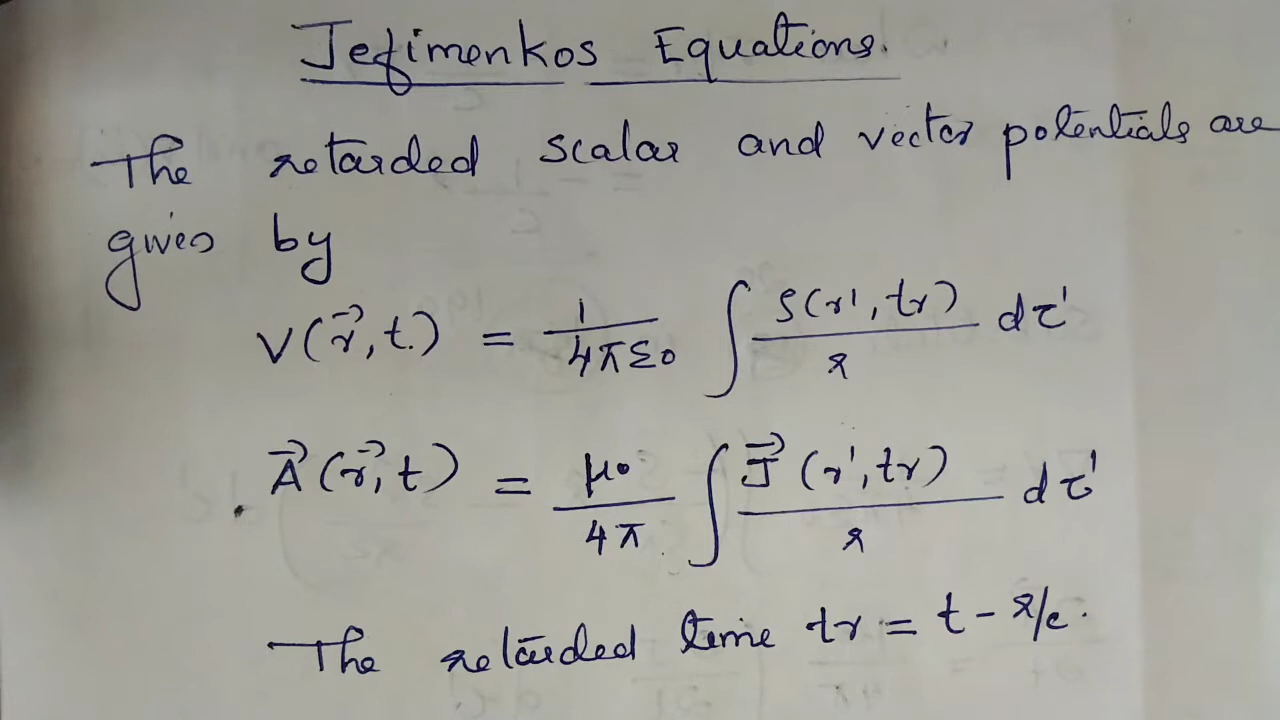 Jefimenkos Equations.
The retarded scalar and vector potentials are
given by
V(r⃗, t) = 1/4πε0 ∫ ρ(r', tr)/𝓇 dτ'
A⃗(r⃗, t) = μ0/4π ∫ J⃗(r', tr)/𝓇 dτ'
The retarded time tr = t - 𝓇/c.